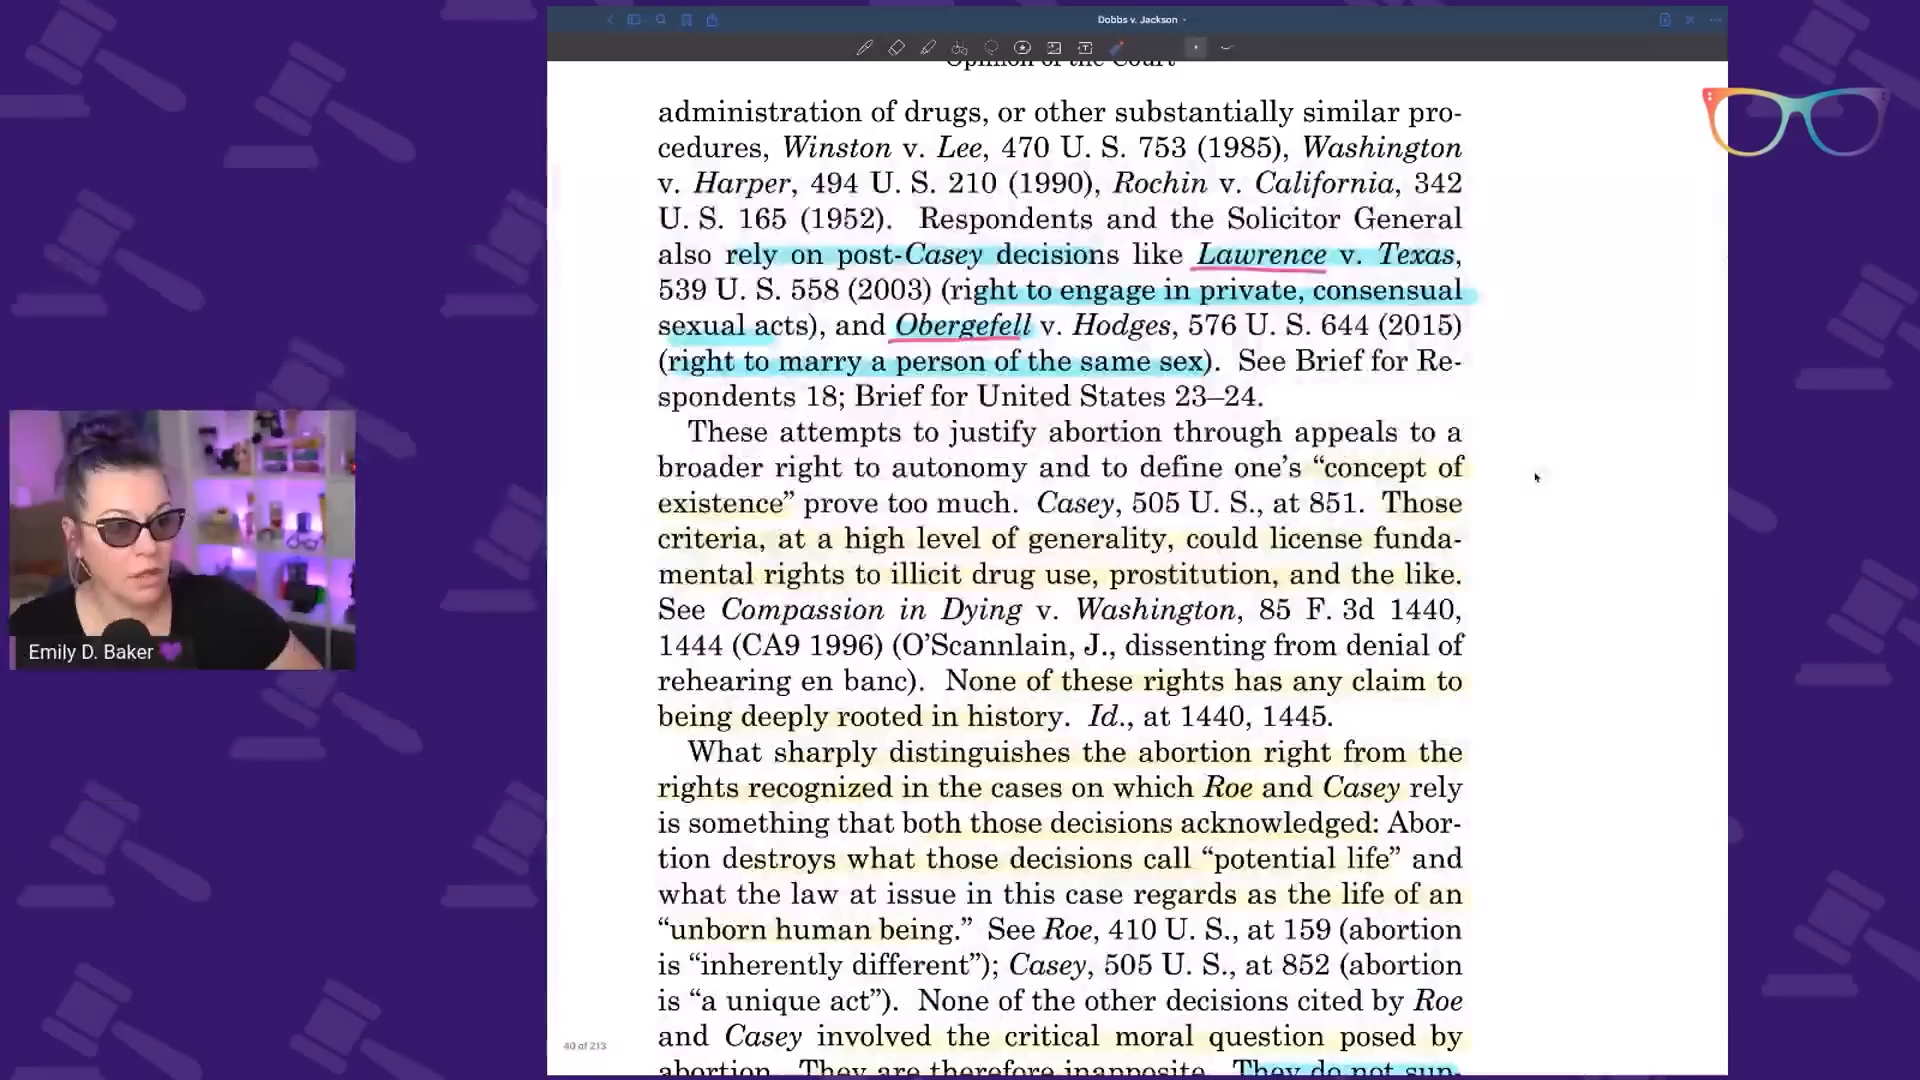 Dobbs v. Jackson
Opinion of the Court
administration of drugs, or other substantially similar pro-
cedures, Winston v. Lee, 470 U. S. 753 (1985), Washington
v. Harper, 494 U. S. 210 (1990), Rochin v. California, 342
U. S. 165 (1952). Respondents and the Solicitor General
also rely on post-Casey decisions like Lawrence v. Texas,
539 U. S. 558 (2003) (right to engage in private, consensual
sexual acts), and Obergefell v. Hodges, 576 U. S. 644 (2015)
(right to marry a person of the same sex). See Brief for Re-
spondents 18; Brief for United States 23–24.
These attempts to justify abortion through appeals to a
broader right to autonomy and to define one’s “concept of
existence” prove too much. Casey, 505 U. S., at 851. Those
criteria, at a high level of generality, could license funda-
mental rights to illicit drug use, prostitution, and the like.
See Compassion in Dying v. Washington, 85 F. 3d 1440,
1444 (CA9 1996) (O’Scannlain, J., dissenting from denial of
rehearing en banc). None of these rights has any claim to
being deeply rooted in history. Id., at 1440, 1445.
What sharply distinguishes the abortion right from the
rights recognized in the cases on which Roe and Casey rely
is something that both those decisions acknowledged: Abor-
tion destroys what those decisions call “potential life” and
what the law at issue in this case regards as the life of an
“unborn human being.” See Roe, 410 U. S., at 159 (abortion
is “inherently different”); Casey, 505 U. S., at 852 (abortion
is “a unique act”). None of the other decisions cited by Roe
and Casey involved the critical moral question posed by
abortion. They are therefore inapposite. They do not sup-
40 of 213
Emily D. Baker